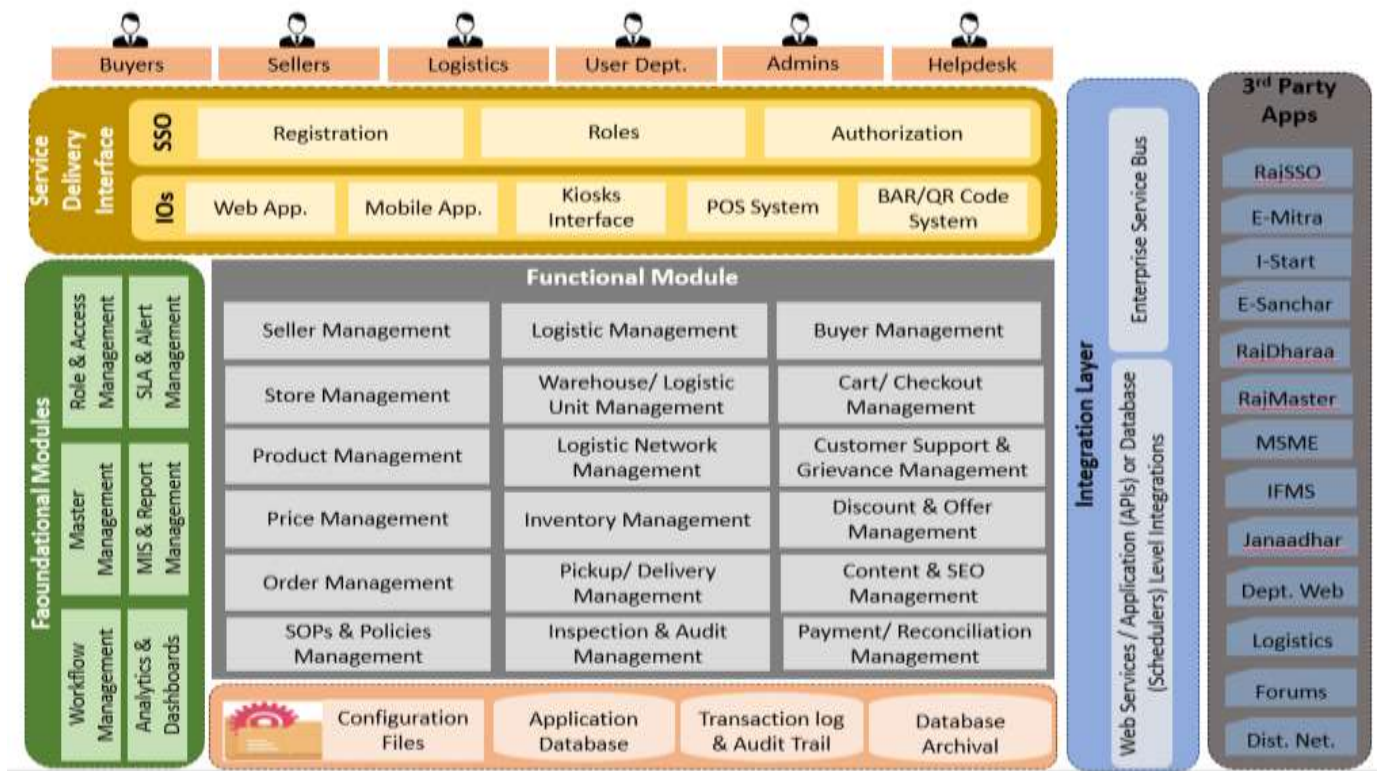 Buyers
Sellers
Logistics
User Dept.
Admins
Helpdesk
Service
Delivery
Interface
SSO
Registration
Roles
Authorization
IOs
Web App.
Mobile App.
Kiosks
Interface
POS System
BAR/QR Code
System
Faoundational Modules
Role & Access
Management
SLA & Alert
Management
Master
Management
MIS & Report
Management
Workflow
Management
Analytics &
Dashboards
Functional Module
Seller Management
Logistic Management
Buyer Management
Store Management
Warehouse/ Logistic
Unit Management
Cart/ Checkout
Management
Product Management
Logistic Network
Management
Customer Support &
Grievance Management
Price Management
Inventory Management
Discount & Offer
Management
Order Management
Pickup/ Delivery
Management
Content & SEO
Management
SOPs & Policies
Management
Inspection & Audit
Management
Payment/ Reconciliation
Management
Configuration
Files
Application
Database
Transaction log
& Audit Trail
Database
Archival
Integration Layer
Enterprise Service Bus
Web Services / Application (APIs) or Database
(Schedulers) Level Integrations
3rd Party
Apps
RajSSO
E-Mitra
I-Start
E-Sanchar
RajDharaa
RajMaster
MSME
IFMS
Janaadhar
Dept. Web
Logistics
Forums
Dist. Net.